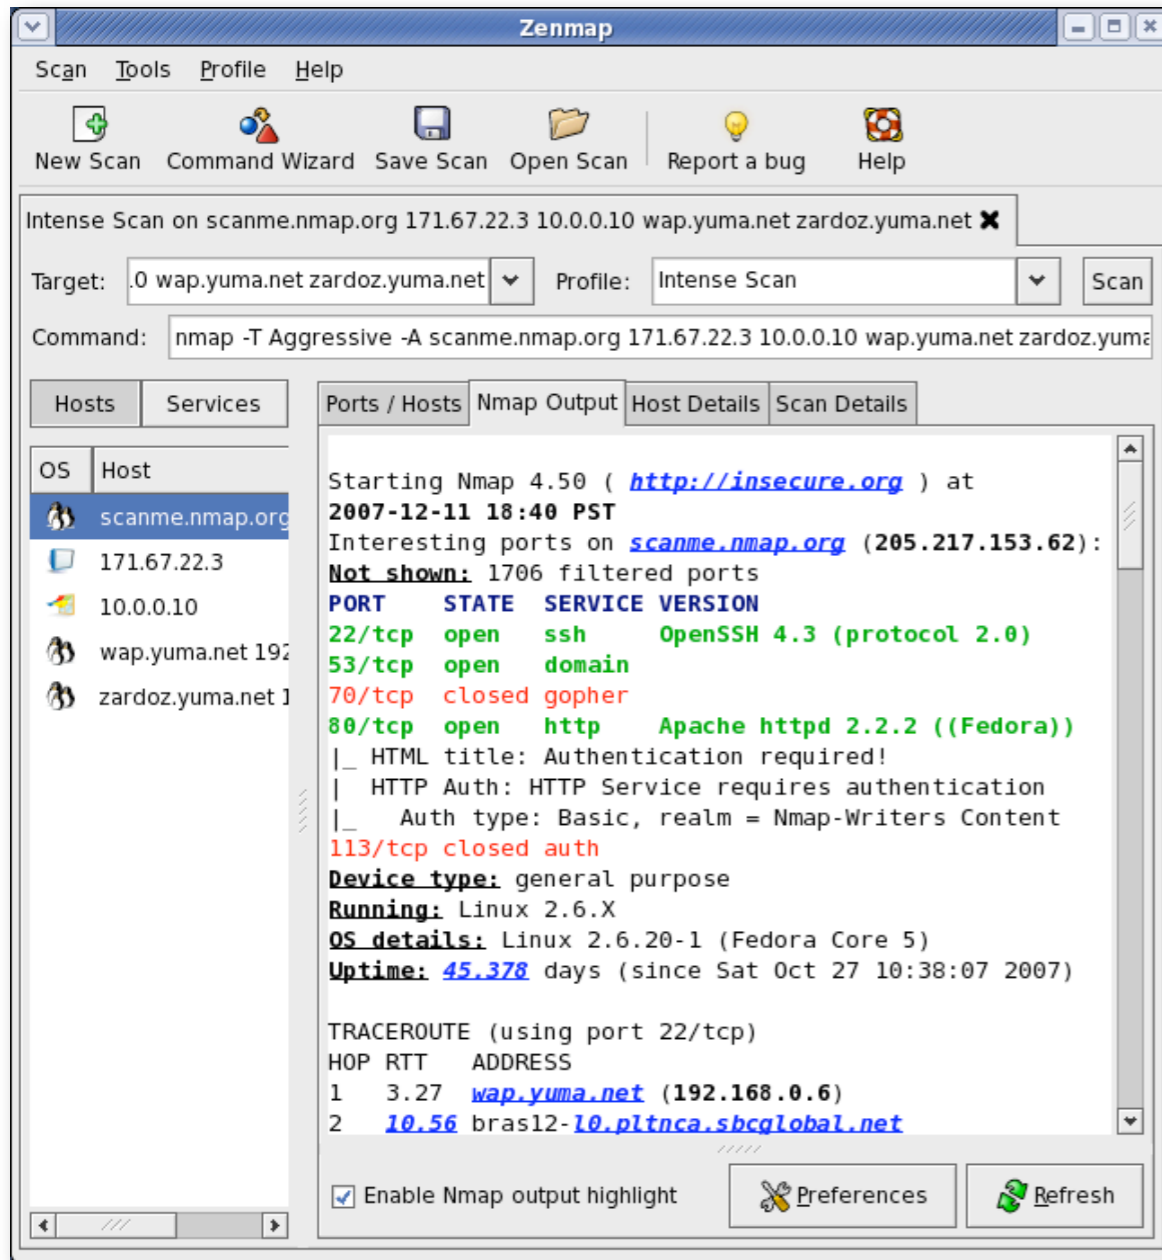 Zenmap
Scan Tools Profile Help
New Scan Command Wizard Save Scan Open Scan Report a bug Help
Intense Scan on scanme.nmap.org 171.67.22.3 10.0.0.10 wap.yuma.net zardoz.yuma.net
Target: .0 wap.yuma.net zardoz.yuma.net Profile: Intense Scan Scan
Command: nmap -T Aggressive -A scanme.nmap.org 171.67.22.3 10.0.0.10 wap.yuma.net zardoz.yuma
Hosts Services
OS Host
scanme.nmap.org
171.67.22.3
10.0.0.10
wap.yuma.net 192
zardoz.yuma.net 1
Ports / Hosts Nmap Output Host Details Scan Details
Starting Nmap 4.50 ( http://insecure.org ) at
2007-12-11 18:40 PST
Interesting ports on scanme.nmap.org (205.217.153.62):
Not shown: 1706 filtered ports
PORT STATE SERVICE VERSION
22/tcp open ssh OpenSSH 4.3 (protocol 2.0)
53/tcp open domain
70/tcp closed gopher
80/tcp open http Apache httpd 2.2.2 ((Fedora))
|_ HTML title: Authentication required!
| HTTP Auth: HTTP Service requires authentication
|_ Auth type: Basic, realm = Nmap-Writers Content
113/tcp closed auth
Device type: general purpose
Running: Linux 2.6.X
OS details: Linux 2.6.20-1 (Fedora Core 5)
Uptime: 45.378 days (since Sat Oct 27 10:38:07 2007)
TRACEROUTE (using port 22/tcp)
HOP RTT ADDRESS
1 3.27 wap.yuma.net (192.168.0.6)
2 10.56 bras12-l0.pltnca.sbcglobal.net
Enable Nmap output highlight Preferences Refresh